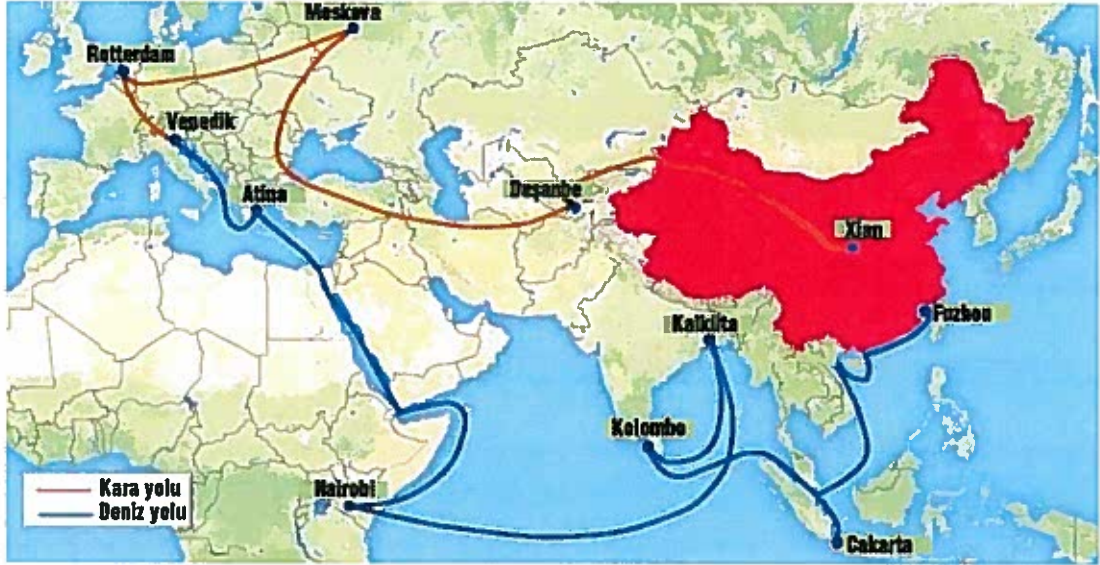 Moskova
Rotterdam
Venedik
Atina
Duşanbe
Xian
Fuzhou
Kalküta
Kolombo
Nairobi
Cakarta
Kara yolu
Deniz yolu